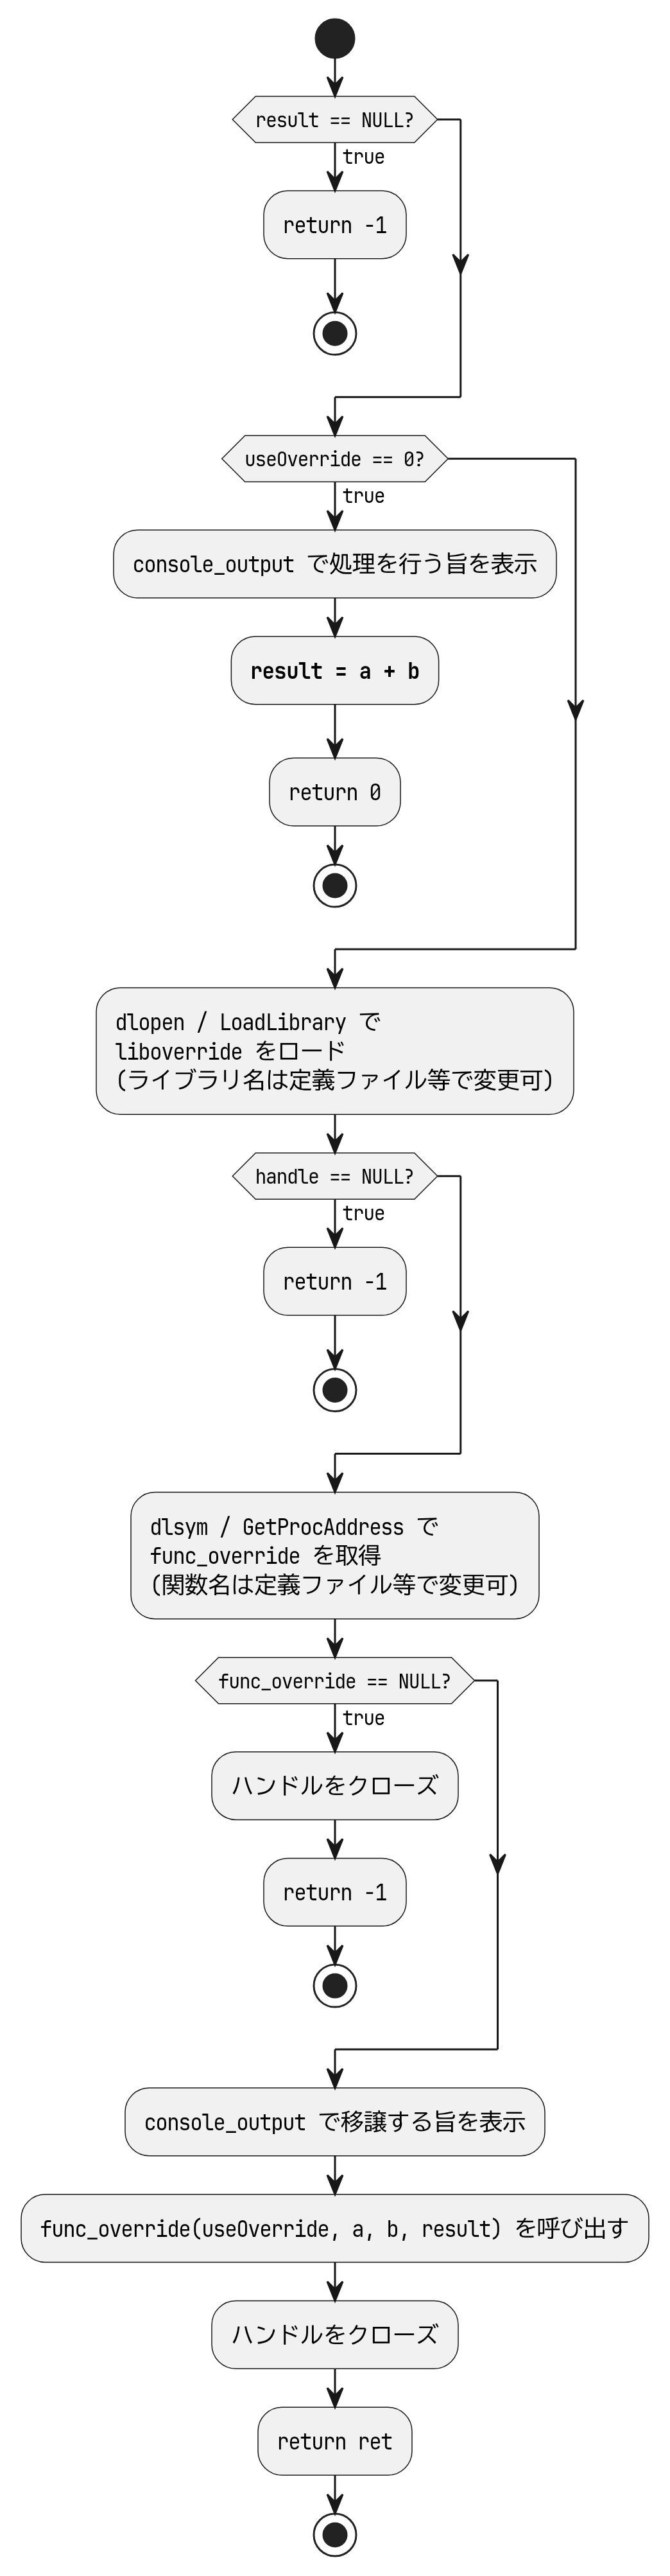 result == NULL?
true
return -1
useOverride == 0?
true
console_output で処理を行う旨を表示
result = a + b
return 0
dlopen / LoadLibrary で
liboverride をロード
(ライブラリ名は定義ファイル等で変更可)
handle == NULL?
true
return -1
dlsym / GetProcAddress で
func_override を取得
(関数名は定義ファイル等で変更可)
func_override == NULL?
true
ハンドルをクローズ
return -1
console_output で移譲する旨を表示
func_override(useOverride, a, b, result) を呼び出す
ハンドルをクローズ
return ret